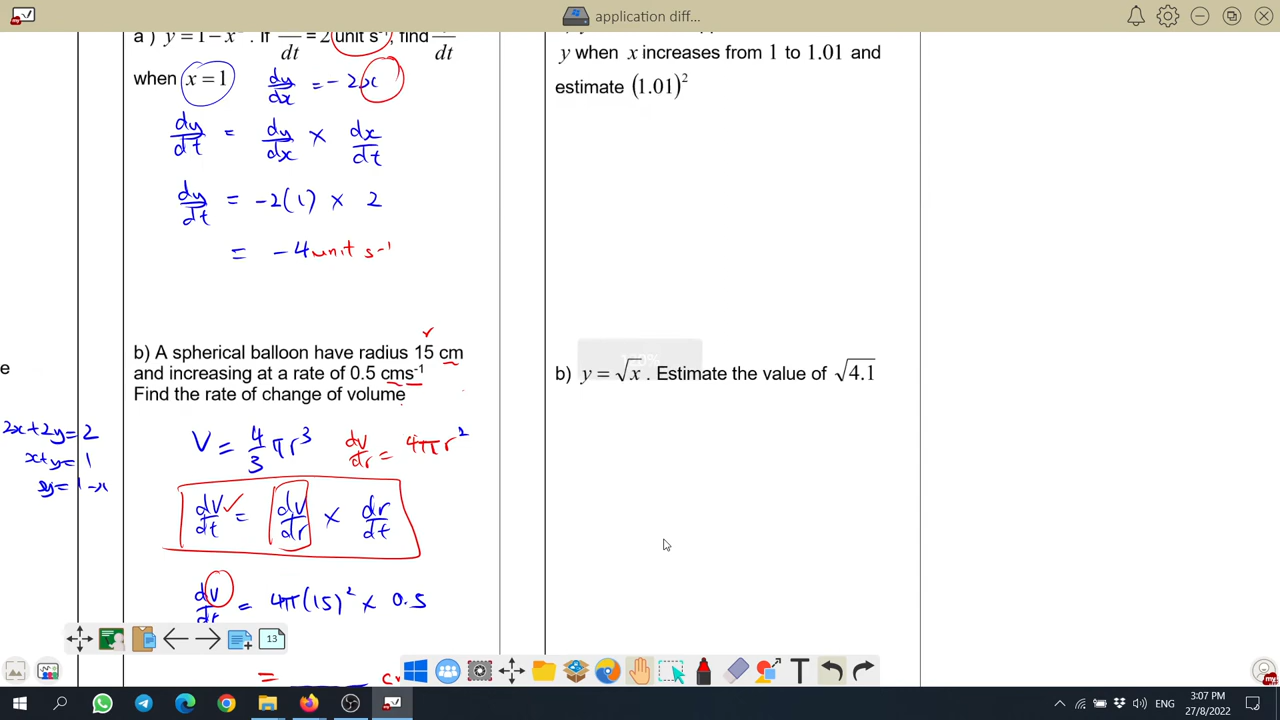 application diff...
a ) y = 1 − x . If /dt = 2 unit s⁻¹, find /dt
when x = 1 dy/dx = −2x
dy/dt = dy/dx × dx/dt
dy/dt = −2(1) × 2
= −4 unit s⁻¹
b) A spherical balloon have radius 15 cm
and increasing at a rate of 0.5 cms⁻¹
Find the rate of change of volume
V = 4/3 πr³ dv/dr = 4πr²
dV/dt = dv/dr × dr/dt
dv/dr = 4π(15)² × 0.5
=
e
2x+2y=2
x+y=1
y=1-x
y when x increases from 1 to 1.01 and
estimate (1.01)²
b) y = √x . Estimate the value of √4.1
13
T
ENG
3:07 PM
27/8/2022